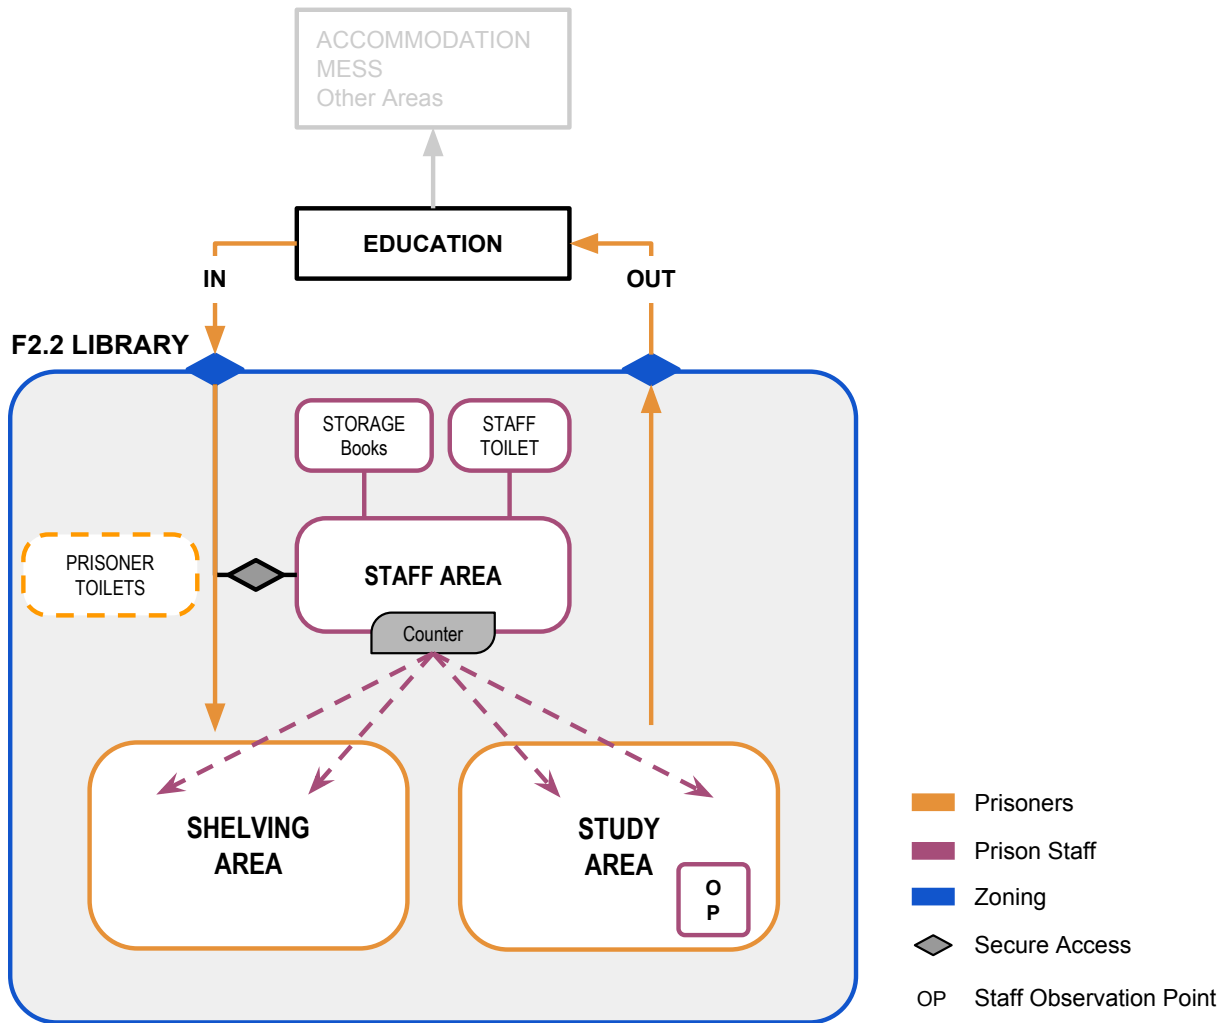 ACCOMMODATION
MESS
Other Areas
EDUCATION
IN
OUT
F2.2 LIBRARY
STORAGE
Books
STAFF
TOILET
PRISONER
TOILETS
STAFF AREA
Counter
SHELVING
AREA
STUDY
AREA
O
P
Prisoners
Prison Staff
Zoning
Secure Access
OP Staff Observation Point